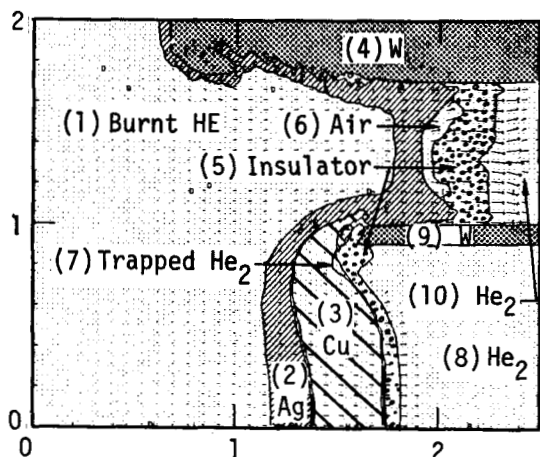 2
(4) W
(1) Burnt HE
(6) Air
(5) Insulator
1
(9) W
(7) Trapped He₂
(10) He₂
(3)
Cu
(8) He₂
(2)
Ag
0
0
1
2